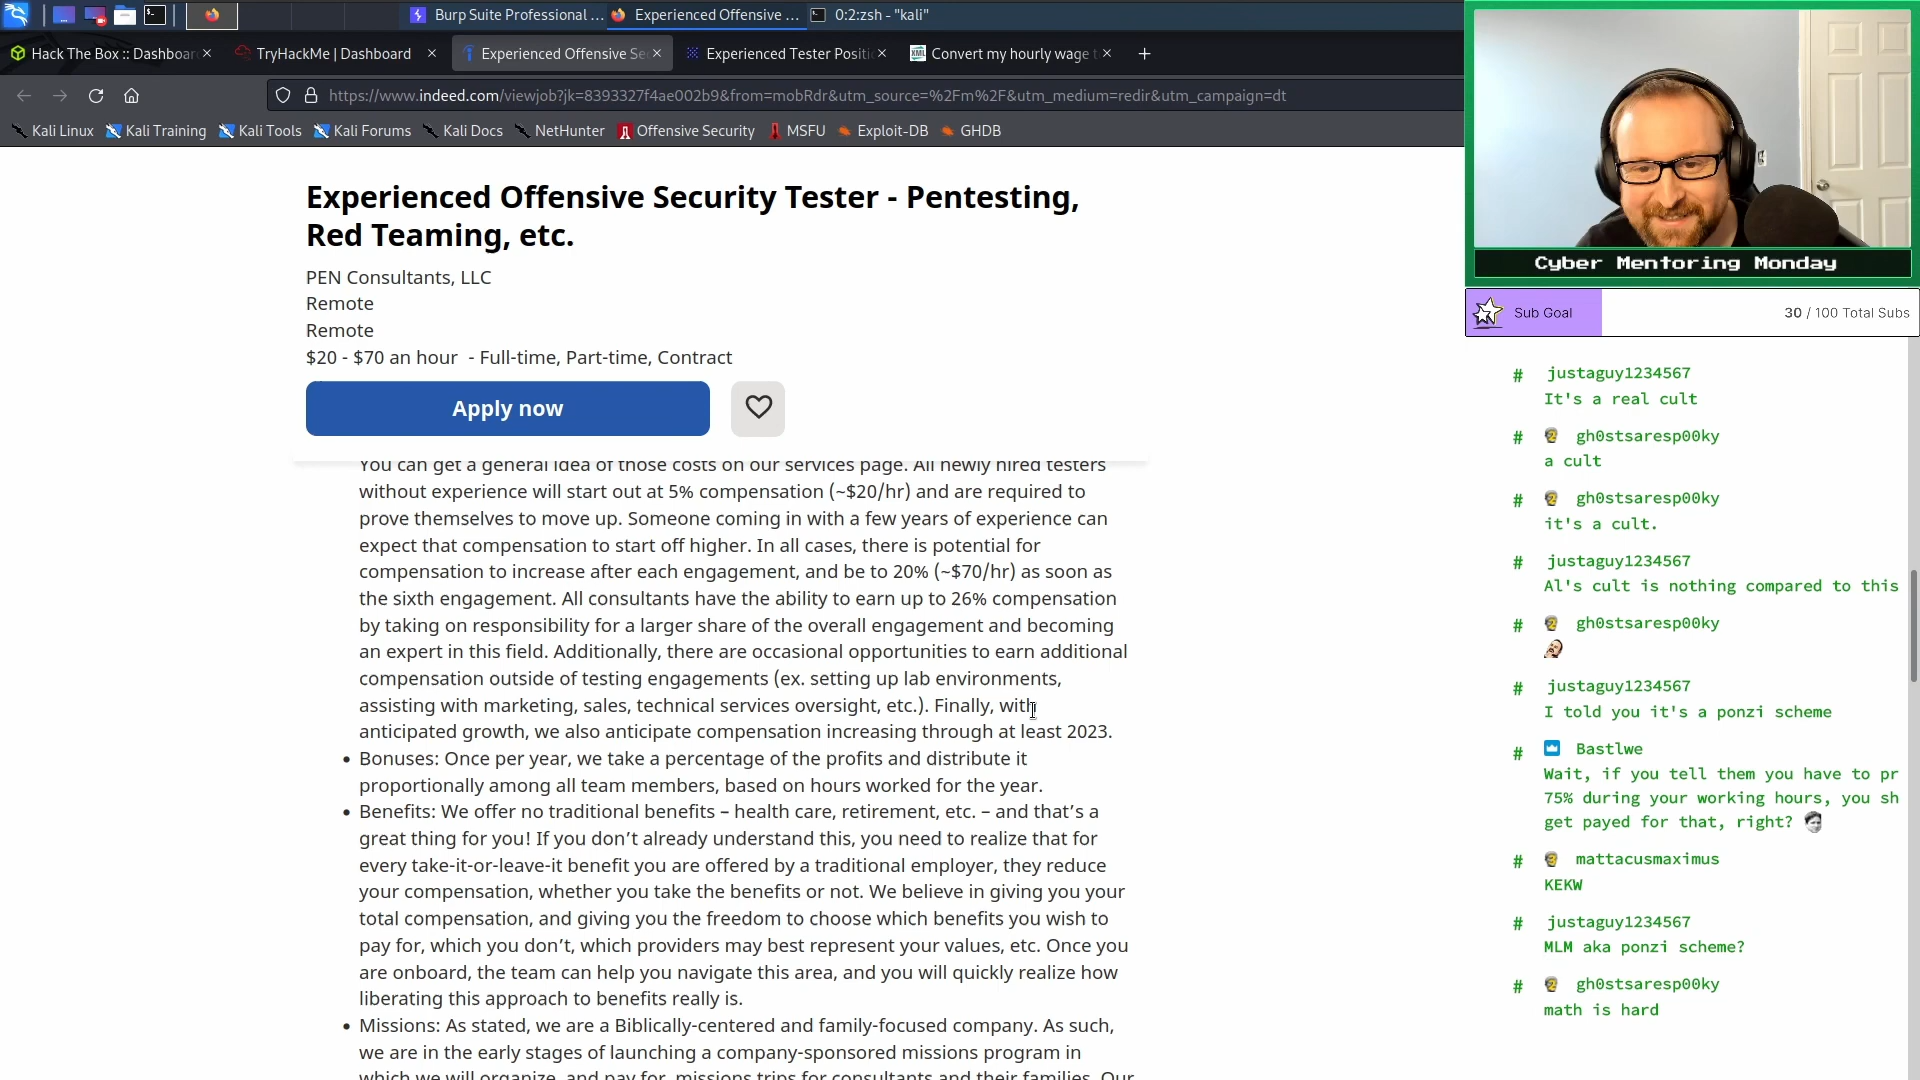 Burp Suite Professional ...
Experienced Offensive ...
0:2:zsh - "kali"
Hack The Box :: Dashboar
TryHackMe | Dashboard
Experienced Offensive Se
Experienced Tester Positi
Convert my hourly wage t
https://www.indeed.com/viewjob?jk=8393327f4ae002b9&from=mobRdr&utm_source=%2Fm%2F&utm_medium=redir&utm_campaign=dt
Kali Linux
Kali Training
Kali Tools
Kali Forums
Kali Docs
NetHunter
Offensive Security
MSFU
Exploit-DB
GHDB
Experienced Offensive Security Tester - Pentesting,
Red Teaming, etc.
PEN Consultants, LLC
Remote
Remote
$20 - $70 an hour - Full-time, Part-time, Contract
Apply now
You can get a general idea of those costs on our services page. All newly hired testers
without experience will start out at 5% compensation (~$20/hr) and are required to
prove themselves to move up. Someone coming in with a few years of experience can
expect that compensation to start off higher. In all cases, there is potential for
compensation to increase after each engagement, and be to 20% (~$70/hr) as soon as
the sixth engagement. All consultants have the ability to earn up to 26% compensation
by taking on responsibility for a larger share of the overall engagement and becoming
an expert in this field. Additionally, there are occasional opportunities to earn additional
compensation outside of testing engagements (ex. setting up lab environments,
assisting with marketing, sales, technical services oversight, etc.). Finally, with
anticipated growth, we also anticipate compensation increasing through at least 2023.
• Bonuses: Once per year, we take a percentage of the profits and distribute it
proportionally among all team members, based on hours worked for the year.
• Benefits: We offer no traditional benefits – health care, retirement, etc. – and that’s a
great thing for you! If you don’t already understand this, you need to realize that for
every take-it-or-leave-it benefit you are offered by a traditional employer, they reduce
your compensation, whether you take the benefits or not. We believe in giving you your
total compensation, and giving you the freedom to choose which benefits you wish to
pay for, which you don’t, which providers may best represent your values, etc. Once you
are onboard, the team can help you navigate this area, and you will quickly realize how
liberating this approach to benefits really is.
• Missions: As stated, we are a Biblically-centered and family-focused company. As such,
we are in the early stages of launching a company-sponsored missions program in
which we will organize, and pay for, missions trips for consultants and their families. Our
Cyber Mentoring Monday
Sub Goal
30 / 100 Total Subs
# justaguy1234567
It's a real cult
# gh0stsaresp00ky
a cult
# gh0stsaresp00ky
it's a cult.
# justaguy1234567
Al's cult is nothing compared to this
# gh0stsaresp00ky
# justaguy1234567
I told you it's a ponzi scheme
# Bastlwe
Wait, if you tell them you have to pr
75% during your working hours, you sh
get payed for that, right?
# mattacusmaximus
KEKW
# justaguy1234567
MLM aka ponzi scheme?
# gh0stsaresp00ky
math is hard